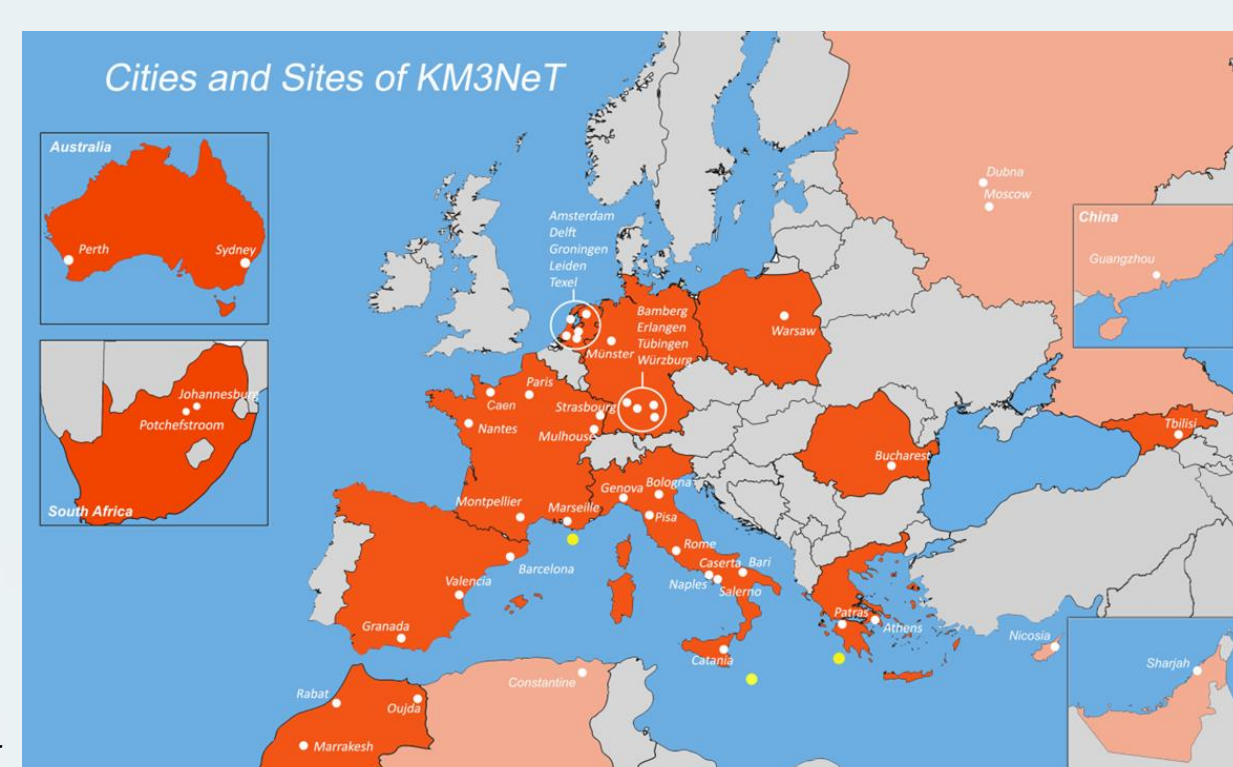 Cities and Sites of KM3NeT
Australia
Perth
Sydney
Johannesburg
Potchefstroom
South Africa
Amsterdam
Delft
Groningen
Leiden
Texel
Bamberg
Erlangen
Tübingen
Würzburg
Münster
Warsaw
Dubna
Moscow
China
Guangzhou
Paris
Caen
Strasbourg
Nantes
Mulhouse
Bucharest
Tbilisi
Montpellier
Marseille
Genova
Bologna
Pisa
Rome
Caserta
Bari
Naples
Salerno
Barcelona
Valencia
Granada
Catania
Patras
Athens
Nicosia
Sharjah
Rabat
Oujda
Constantine
Marrakesh